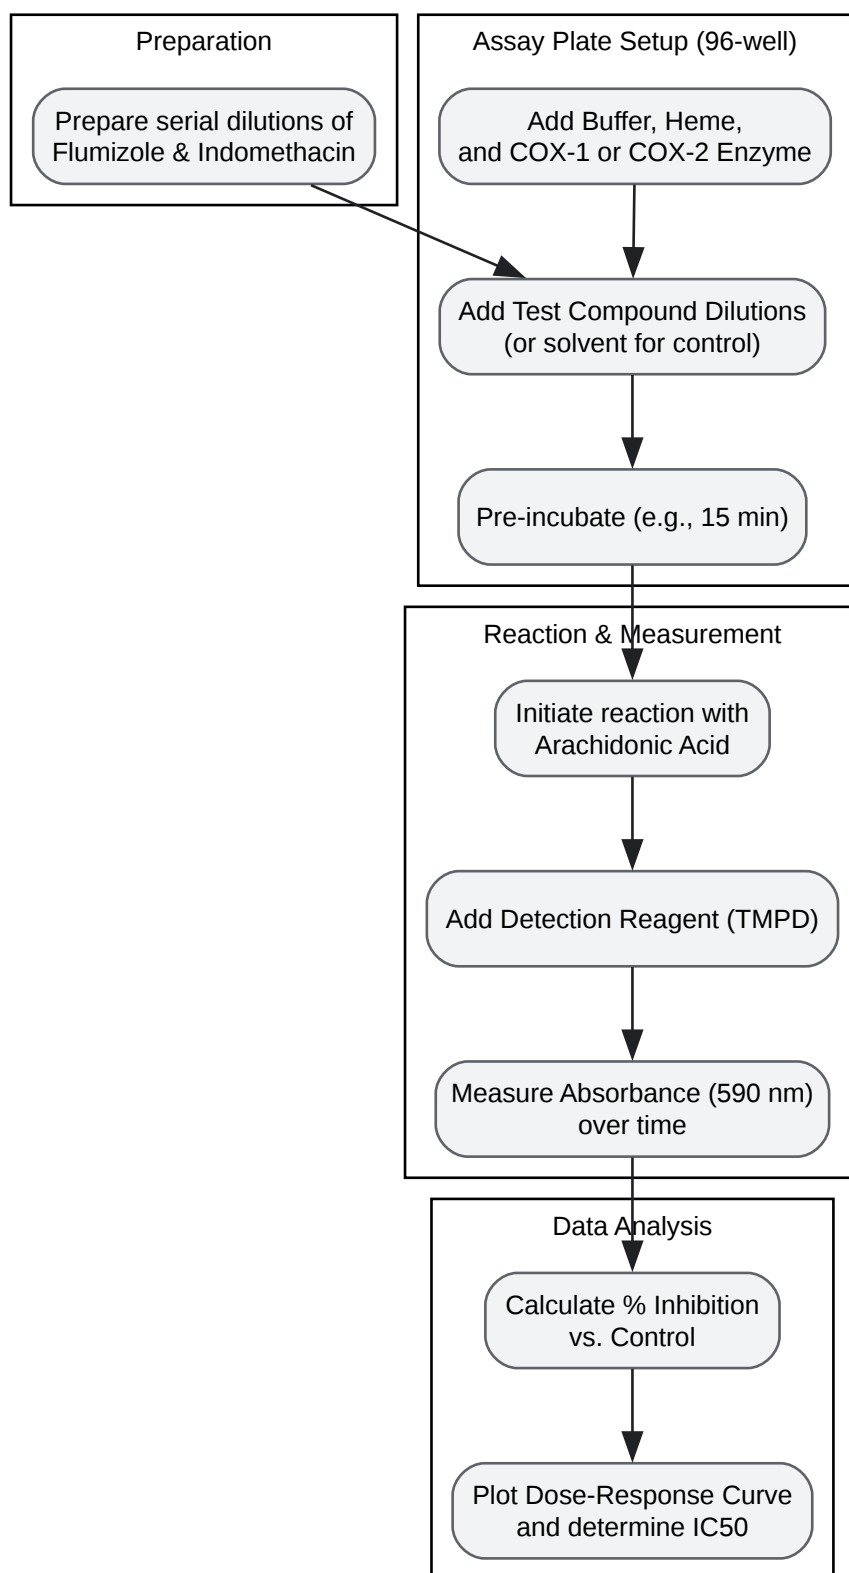 Preparation
Prepare serial dilutions of
Flumizole & Indomethacin
Assay Plate Setup (96-well)
Add Buffer, Heme,
and COX-1 or COX-2 Enzyme
Add Test Compound Dilutions
(or solvent for control)
Pre-incubate (e.g., 15 min)
Reaction & Measurement
Initiate reaction with
Arachidonic Acid
Add Detection Reagent (TMPD)
Measure Absorbance (590 nm)
over time
Data Analysis
Calculate % Inhibition
vs. Control
Plot Dose-Response Curve
and determine IC50